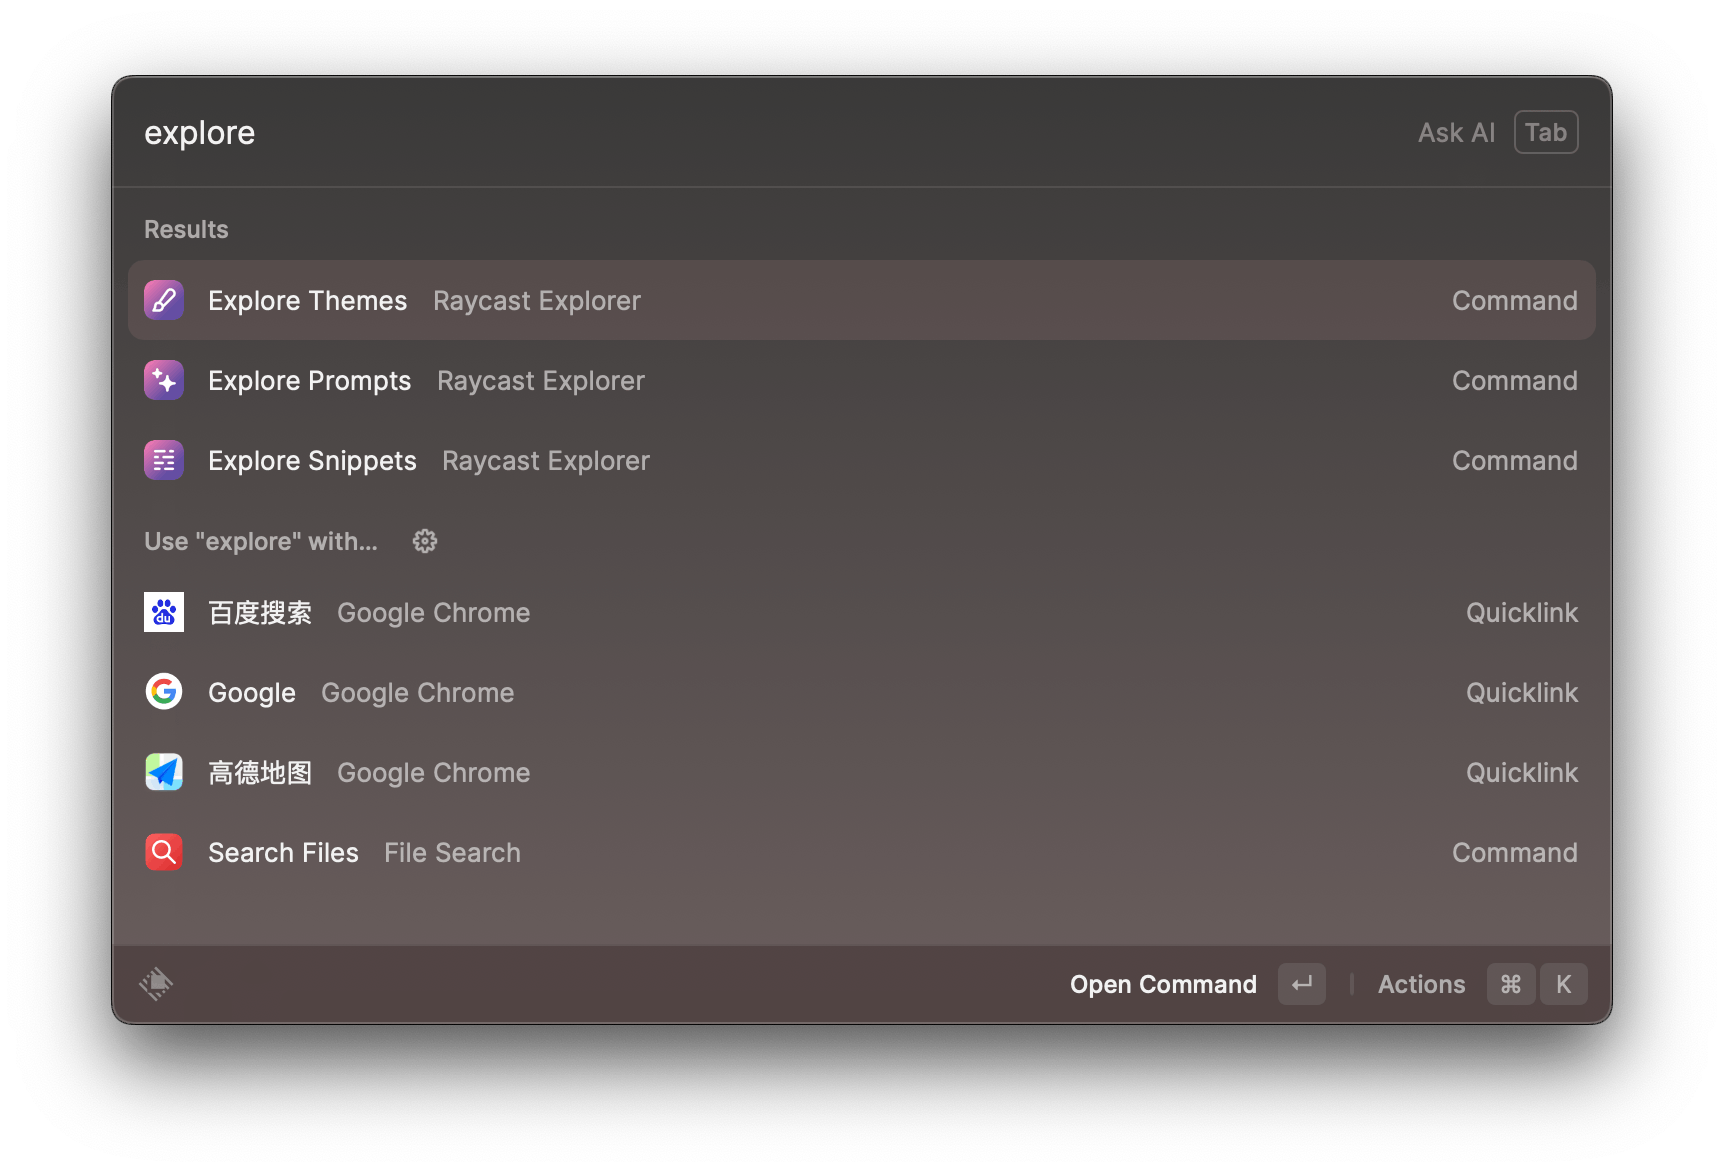 explore Ask AI Tab
Results
Explore Themes Raycast Explorer Command
Explore Prompts Raycast Explorer Command
Explore Snippets Raycast Explorer Command
Use "explore" with...
du 百度搜索 Google Chrome Quicklink
G Google Google Chrome Quicklink
高德地图 Google Chrome Quicklink
Search Files File Search Command
Open Command ↵ Actions ⌘ K